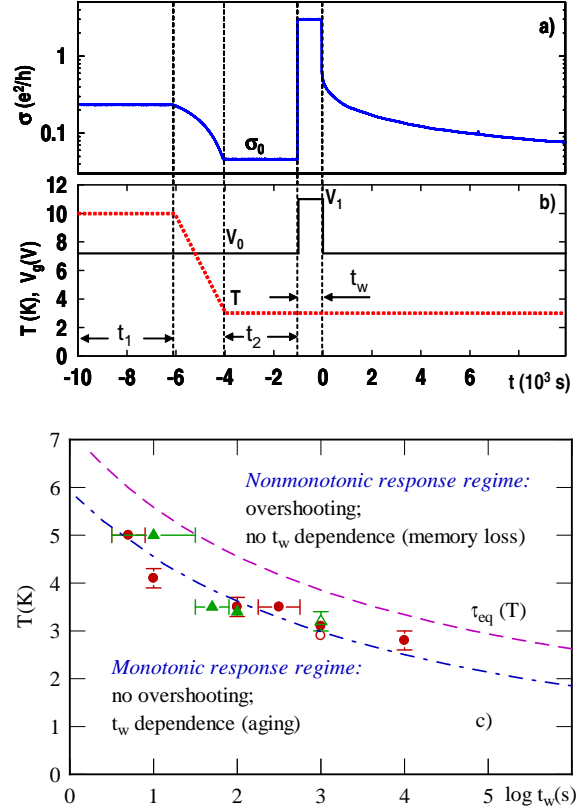 a)
σ (e²/h)
1
0.1
σ₀
b)
T (K), V_g(V)
12
10
8
6
4
2
0
V₁
V₀
T
t_w
t₁
t₂
-10 -8 -6 -4 -2 0 2 6 8
t (10³ s)
7
6
5
4
3
2
1
0
T(K)
Nonmonotonic response regime:
overshooting;
no t_w dependence (memory loss)
τ_eq (T)
Monotonic response regime:
no overshooting;
t_w dependence (aging)
c)
0 1 2 3 4 5
log t_w(s)